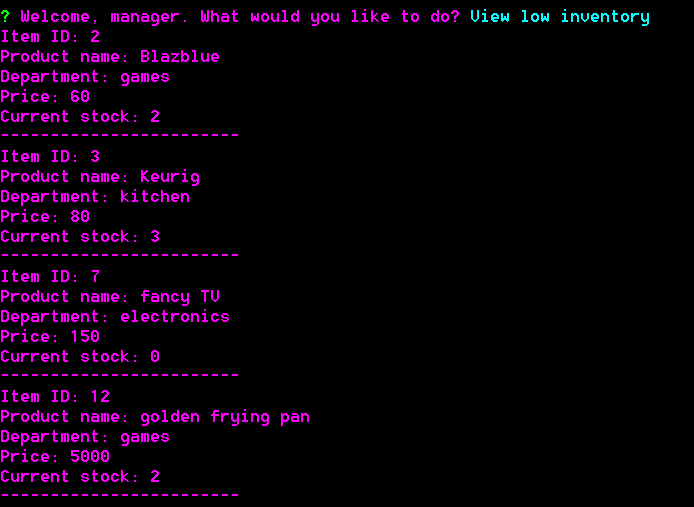 ? Welcome, manager. What would you like to do? View low inventory
Item ID: 2
Product name: Blazblue
Department: games
Price: 60
Current stock: 2
------------------------
Item ID: 3
Product name: Keurig
Department: kitchen
Price: 80
Current stock: 3
------------------------
Item ID: 7
Product name: fancy TV
Department: electronics
Price: 150
Current stock: 0
------------------------
Item ID: 12
Product name: golden frying pan
Department: games
Price: 5000
Current stock: 2
------------------------